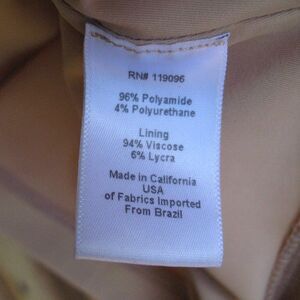 RN# 119096
96% Polyamide
4% Polyurethane
Lining
94% Viscose
6% Lycra
Made in California
USA
of Fabrics Imported
From Brazil